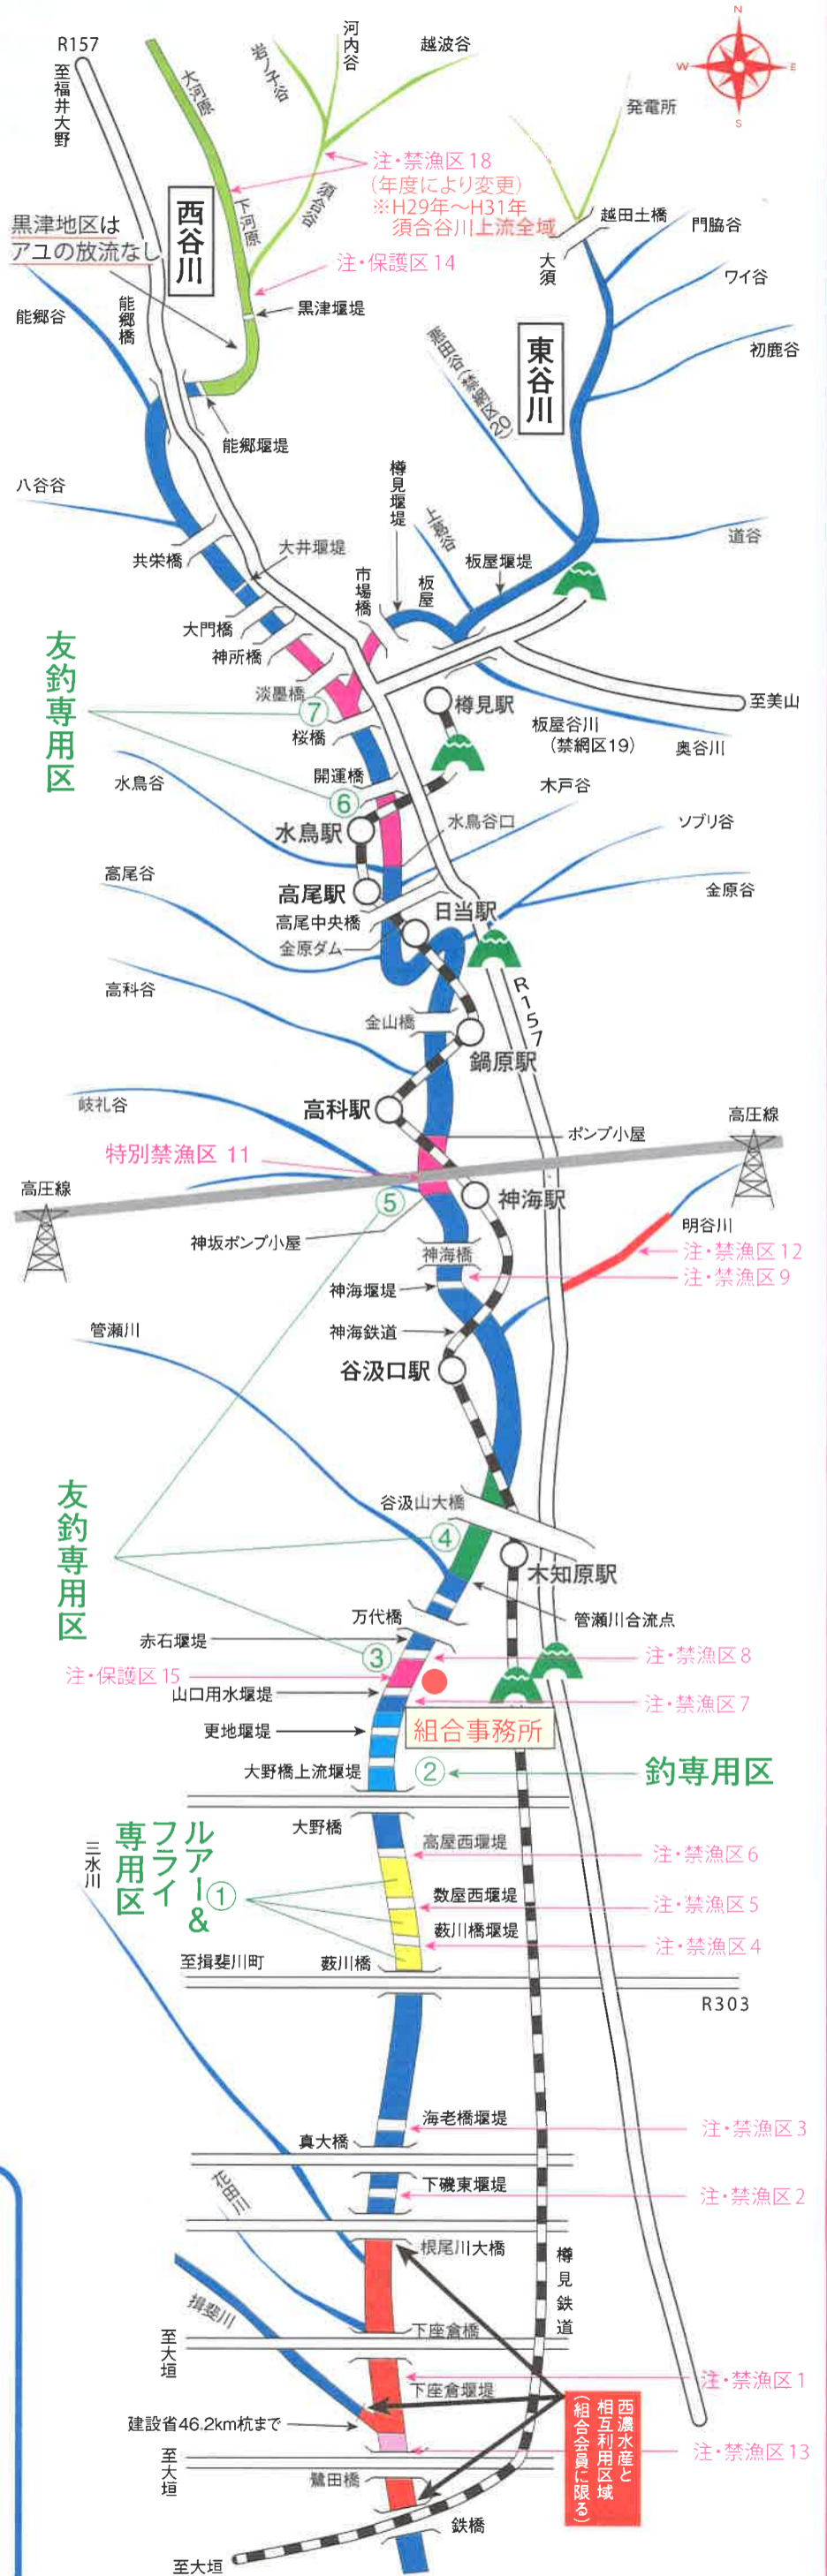 N
W
E
S
R157
至福井大野
大河原
岩ノ子谷
河内谷
越波谷
発電所
注・禁漁区18
(年度により変更)
※H29年~H31年
須合谷川上流全域
須合谷
下河原
西谷川
黒津地区は
アユの放流なし
注・保護区14
越田土橋
大須
門脇谷
ワイ谷
初鹿谷
能郷谷
能郷橋
黒津堰堤
東谷川
悪田谷(禁網区20)
能郷堰堤
八谷谷
樽見堰堤
上葛谷
道谷
共栄橋
大井堰堤
市場橋
板屋
板屋堰堤
大門橋
神所橋
友釣専用区
淡墨橋
⑦
樽見駅
至美山
桜橋
板屋谷川
(禁網区19)
奥谷川
開運橋
水鳥谷
木戸谷
⑥
水鳥駅
水鳥谷口
ソブリ谷
高尾谷
高尾駅
金原谷
高尾中央橋
日当駅
金原ダム
高科谷
R157
金山橋
鍋原駅
岐礼谷
高科駅
高圧線
ポンプ小屋
特別禁漁区 11
高圧線
⑤
神海駅
明谷川
神坂ポンプ小屋
神海橋
注・禁漁区12
注・禁漁区9
神海堰堤
管瀬川
神海鉄道
谷汲口駅
友釣専用区
谷汲山大橋
④
木知原駅
万代橋
管瀬川合流点
赤石堰堤
③
注・禁漁区8
注・保護区15
山口用水堰堤
注・禁漁区7
更地堰堤
組合事務所
大野橋上流堰堤
②
釣専用区
大野橋
ルアー&
フライ
専用区
①
三水川
高屋西堰堤
注・禁漁区6
数屋西堰堤
注・禁漁区5
藪川橋堰堤
注・禁漁区4
至揖斐川町
藪川橋
R303
海老橋堰堤
注・禁漁区3
真大橋
花田川
下磯東堰堤
注・禁漁区2
根尾川大橋
樽見鉄道
揖斐川
至大垣
下座倉橋
注・禁漁区1
下座倉堰堤
建設省46.2km杭まで
西濃水産と
相互利用区域
(組合会員に限る)
至大垣
注・禁漁区13
鷺田橋
鉄橋
至大垣